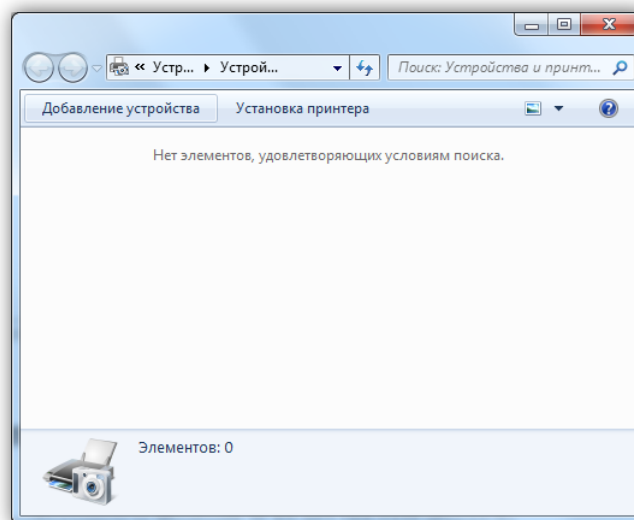 « Устр... Устрой... Поиск: Устройства и принт...
Добавление устройства Установка принтера
Нет элементов, удовлетворяющих условиям поиска.
Элементов: 0